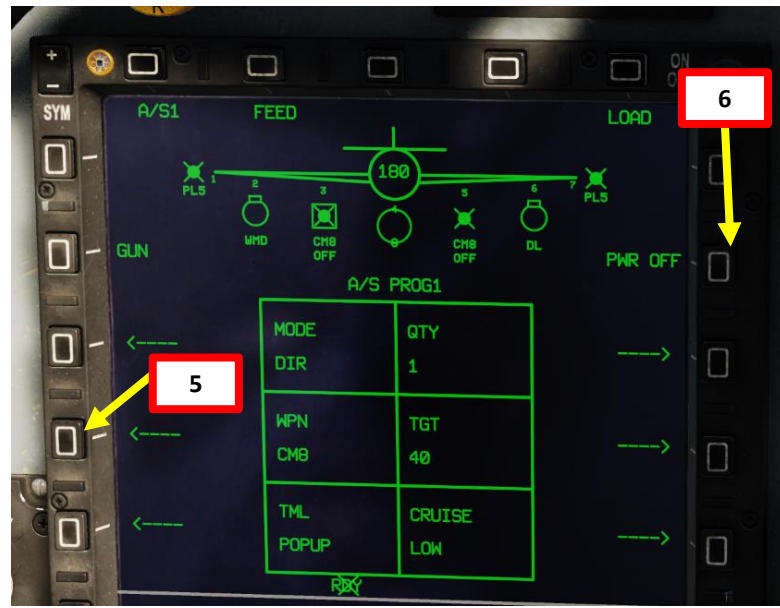 +
-
SYM
ON
6
A/S1 FEED LOAD
180
PL5 1 2 3 4 5 6 7 PL5
WMD CM8 OFF CM8 OFF DL
GUN PWR OFF
A/S PROG1
MODE QTY
DIR 1
<---- ---->
5
WPN TGT
CM8 40
<---- ---->
TML CRUISE
POPUP LOW
<---- ---->
RDY